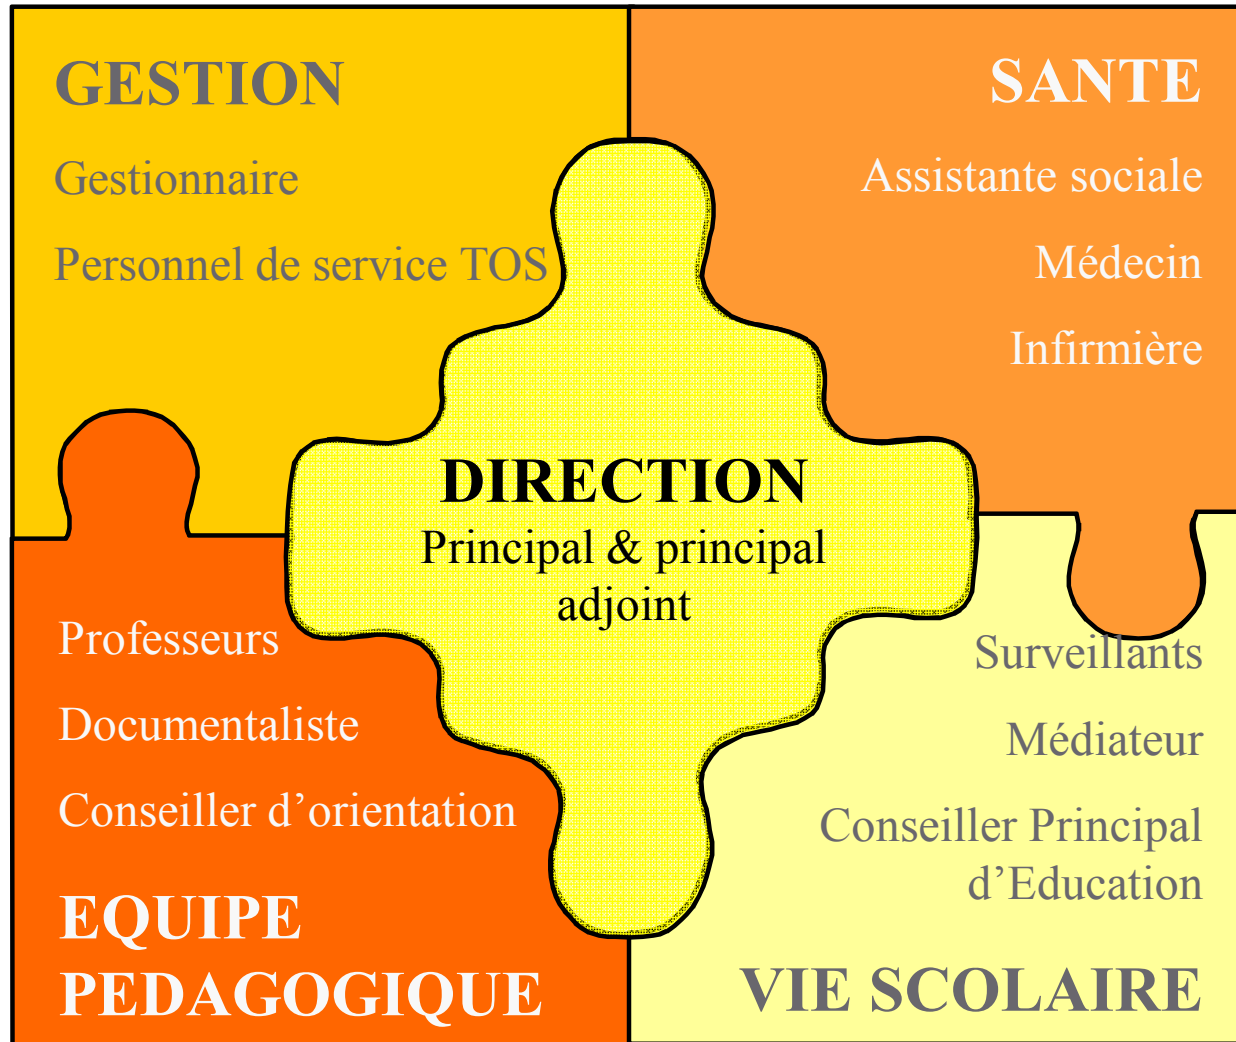 GESTION
Gestionnaire
Personnel de service TOS
SANTE
Assistante sociale
Médecin
Infirmière
DIRECTION
Principal & principal
adjoint
Professeurs
Documentaliste
Conseiller d’orientation
EQUIPE
PEDAGOGIQUE
Surveillants
Médiateur
Conseiller Principal
d’Education
VIE SCOLAIRE